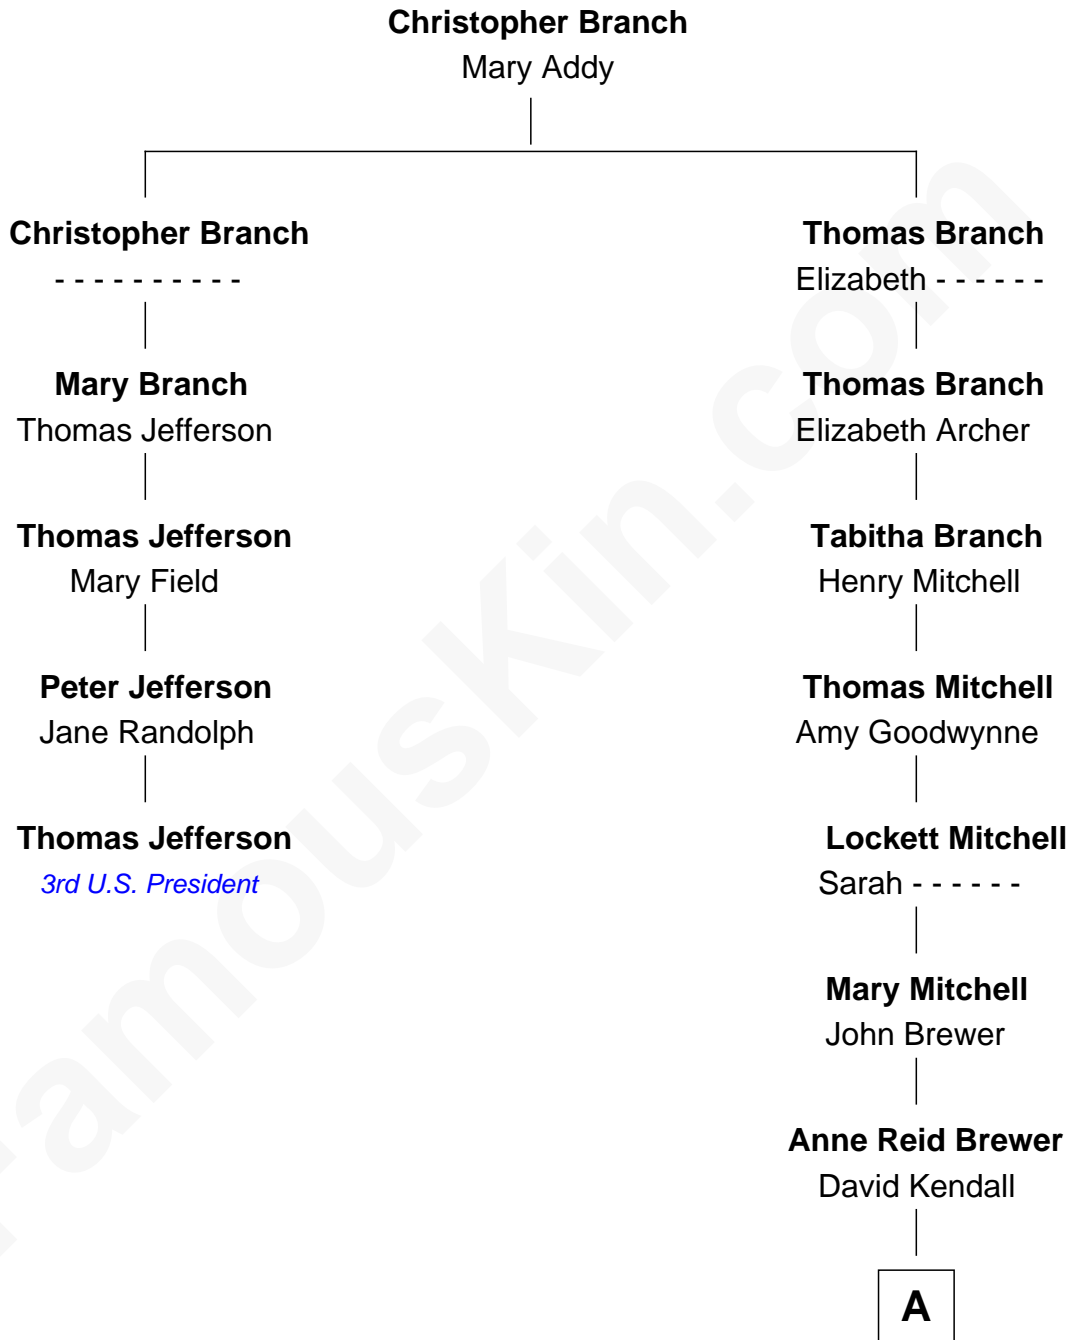 Christopher Branch
Mary Addy
Christopher Branch
- - - - - - - - - -
Thomas Branch
Elizabeth - - - - - -
Mary Branch
Thomas Jefferson
Thomas Branch
Elizabeth Archer
Thomas Jefferson
Mary Field
Tabitha Branch
Henry Mitchell
Peter Jefferson
Jane Randolph
Thomas Mitchell
Amy Goodwynne
Thomas Jefferson
3rd U.S. President
Lockett Mitchell
Sarah - - - - - -
Mary Mitchell
John Brewer
Anne Reid Brewer
David Kendall
A
FamousKin.com